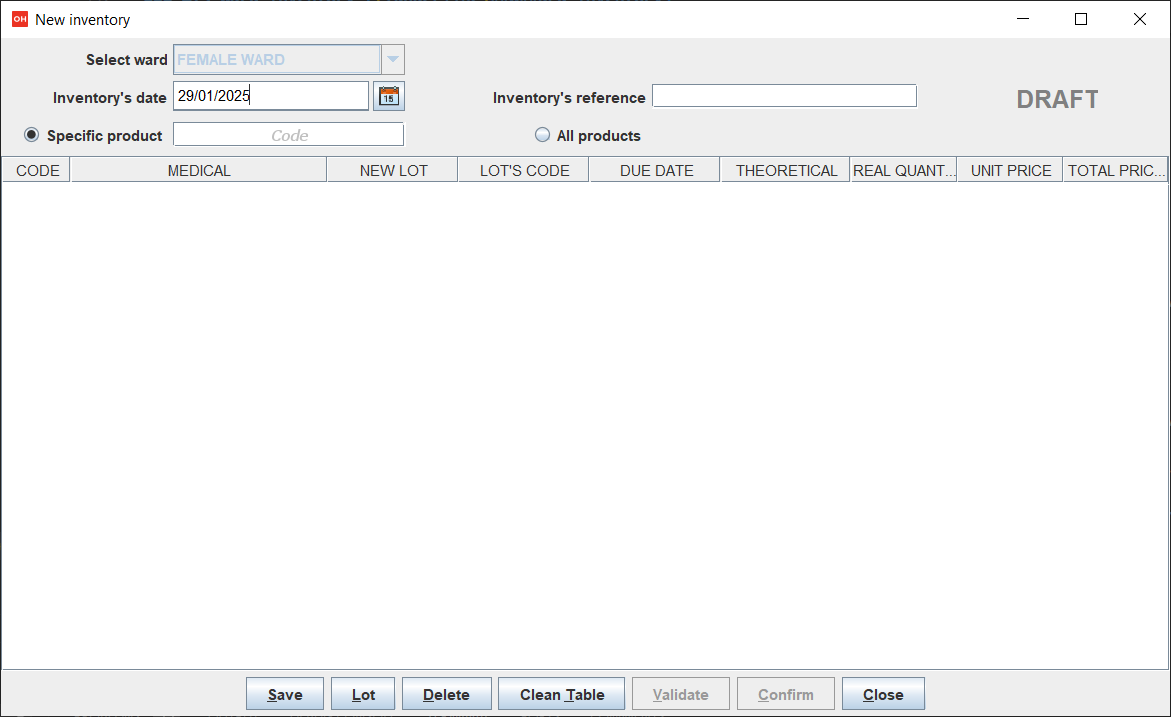 OH New inventory
Select ward FEMALE WARD
Inventory's date 29/01/2025 15 Inventory's reference DRAFT
Specific product Code All products
CODE MEDICAL NEW LOT LOT'S CODE DUE DATE THEORETICAL REAL QUANT... UNIT PRICE TOTAL PRIC...
Save Lot Delete Clean Table Validate Confirm Close